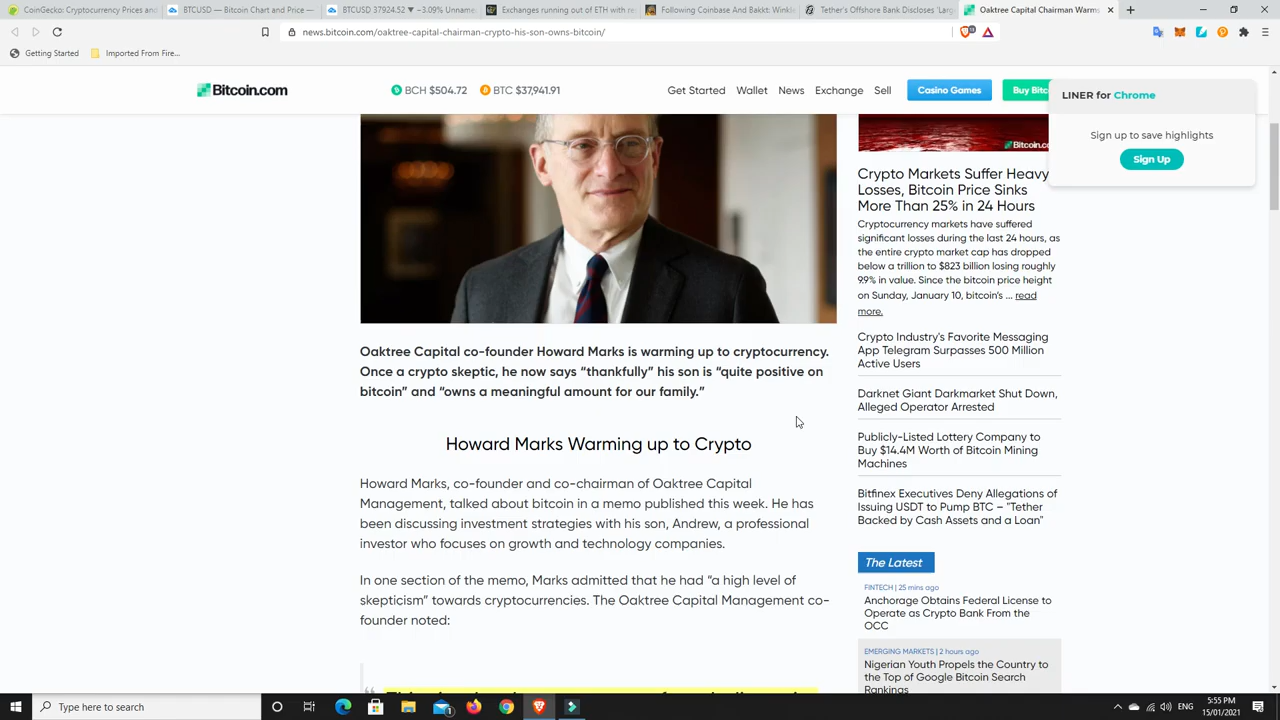 CoinGecko: Cryptocurrency Prices and
BTCUSD — Bitcoin Chart and Price —
BTCUSD 37924.52 ▼ −3.09% Unname
Exchanges running out of ETH with re
Following Coinbase And Bakkt: Winkle
Tether's Offshore Bank Discloses 'Larg
Oaktree Capital Chairman Warms
news.bitcoin.com/oaktree-capital-chairman-crypto-his-son-owns-bitcoin/
Getting Started
Imported From Fire...
Bitcoin.com
BCH $504.72
BTC $37,941.91
Get Started
Wallet
News
Exchange
Sell
Casino Games
Buy Bitc
LINER for Chrome
Sign up to save highlights
Sign Up
Bitcoin.co
Crypto Markets Suffer Heavy
Losses, Bitcoin Price Sinks
More Than 25% in 24 Hours
Cryptocurrency markets have suffered
significant losses during the last 24 hours, as
the entire crypto market cap has dropped
below a trillion to $823 billion losing roughly
9.9% in value. Since the bitcoin price height
on Sunday, January 10, bitcoin's ... read
more.
Oaktree Capital co-founder Howard Marks is warming up to cryptocurrency.
Once a crypto skeptic, he now says “thankfully” his son is “quite positive on
bitcoin” and “owns a meaningful amount for our family.”
Howard Marks Warming up to Crypto
Howard Marks, co-founder and co-chairman of Oaktree Capital
Management, talked about bitcoin in a memo published this week. He has
been discussing investment strategies with his son, Andrew, a professional
investor who focuses on growth and technology companies.
In one section of the memo, Marks admitted that he had “a high level of
skepticism” towards cryptocurrencies. The Oaktree Capital Management co-
founder noted:
Crypto Industry's Favorite Messaging
App Telegram Surpasses 500 Million
Active Users
Darknet Giant Darkmarket Shut Down,
Alleged Operator Arrested
Publicly-Listed Lottery Company to
Buy $14.4M Worth of Bitcoin Mining
Machines
Bitfinex Executives Deny Allegations of
Issuing USDT to Pump BTC – "Tether
Backed by Cash Assets and a Loan"
The Latest
FINTECH | 25 mins ago
Anchorage Obtains Federal License to
Operate as Crypto Bank From the
OCC
EMERGING MARKETS | 2 hours ago
Nigerian Youth Propels the Country to
the Top of Google Bitcoin Search
Rankings
Type here to search
ENG
5:55 PM
15/01/2021